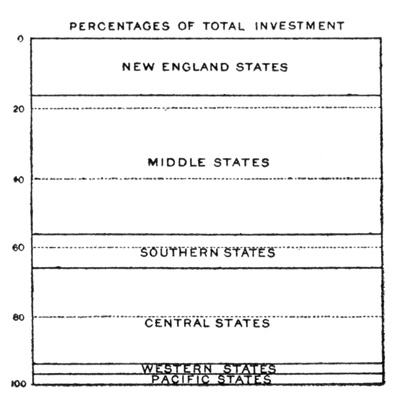 PERCENTAGES OF TOTAL INVESTMENT
0
NEW ENGLAND STATES
20
MIDDLE STATES
40
60
SOUTHERN STATES
80
CENTRAL STATES
WESTERN STATES
PACIFIC STATES
100